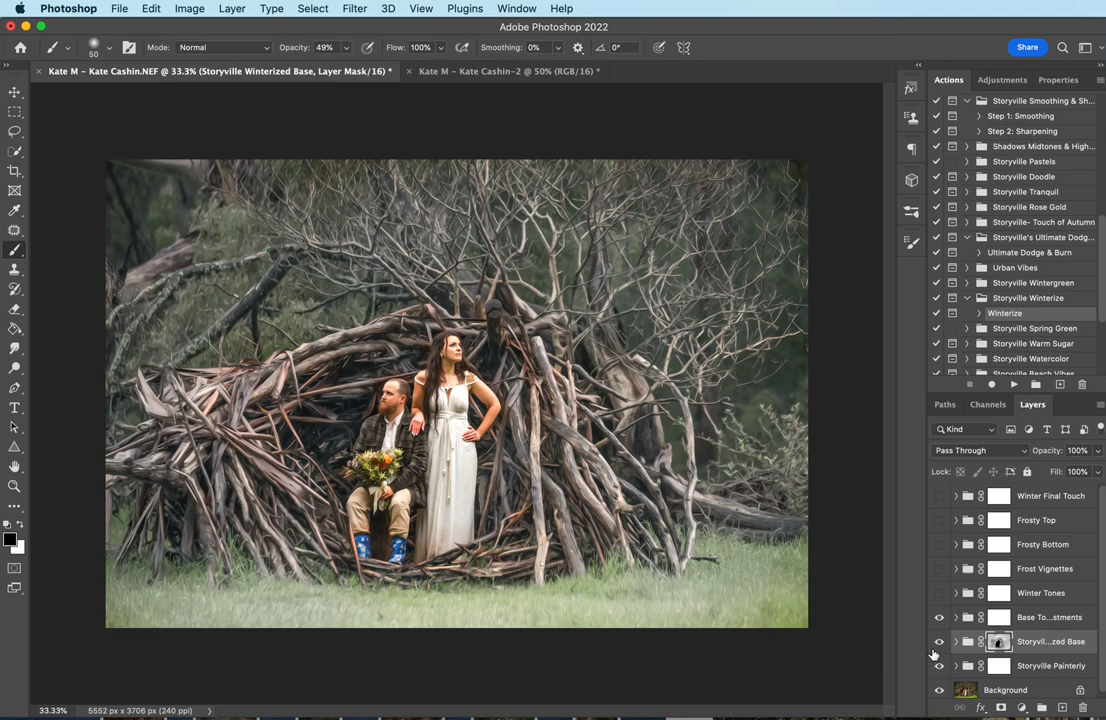 Photoshop File Edit Image Layer Type Select Filter 3D View Plugins Window Help
Adobe Photoshop 2022
50 Mode: Normal Opacity: 49% Flow: 100% Smoothing: 0% 0° Share
Kate M - Kate Cashin.NEF @ 33.3% (Storyville Winterized Base, Layer Mask/16) * Kate M - Kate Cashin-2 @ 50% (RGB/16) *
Actions Adjustments Properties
Storyville Smoothing & Sh...
Step 1: Smoothing
Step 2: Sharpening
Shadows Midtones & High...
Storyville Pastels
Storyville Doodle
Storyville Tranquil
Storyville Rose Gold
Storyville- Touch of Autumn
Storyville's Ultimate Dodg...
Ultimate Dodge & Burn
Urban Vibes
Storyville Wintergreen
Storyville Winterize
Winterize
Storyville Spring Green
Storyville Warm Sugar
Storyville Watercolor
Storyville Beach Vibes
Paths Channels Layers
Kind
Pass Through Opacity: 100%
Lock: Fill: 100%
Winter Final Touch
Frosty Top
Frosty Bottom
Frost Vignettes
Winter Tones
Base To...stments
Storyvil...zed Base
Storyville Painterly
Background
33.33% 5552 px x 3706 px (240 ppi)